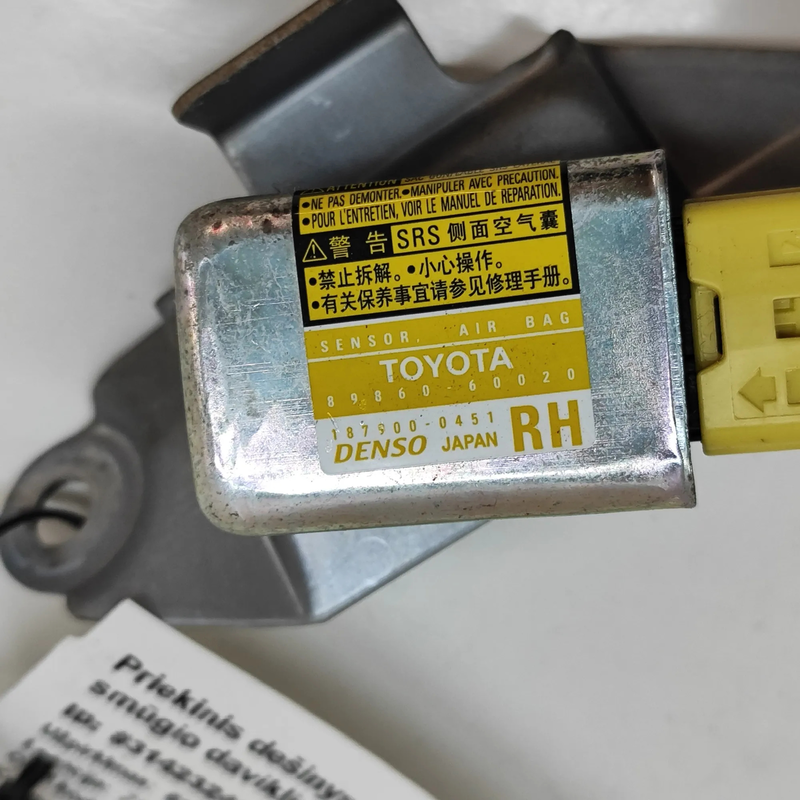 ATTENTION
•NE PAS DEMONTER.•MANIPULER AVEC PRECAUTION.
•POUR L'ENTRETIEN, VOIR LE MANUEL DE REPARATION.
警 告 SRS 侧面空气囊
•禁止拆解。•小心操作。
•有关保养事宜请参见修理手册。
SENSOR, AIR BAG
TOYOTA
89860-60020
187900-0451
DENSO JAPAN RH
Priekinis dešinys
smūgio